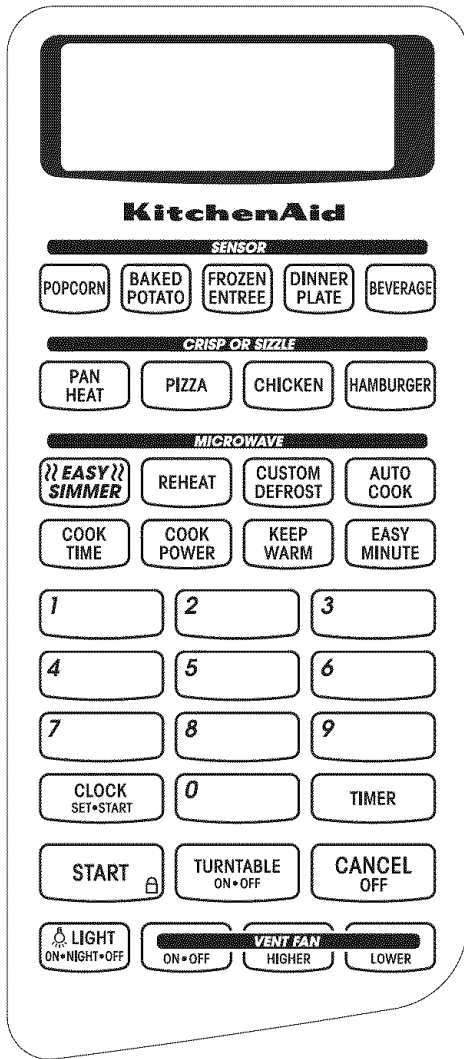 KitchenAid
SENSOR
POPCORN
BAKED
POTATO
FROZEN
ENTREE
DINNER
PLATE
BEVERAGE
CRISP OR SIZZLE
PAN
HEAT
PIZZA
CHICKEN
HAMBURGER
MICROWAVE
EASY
SIMMER
REHEAT
CUSTOM
DEFROST
AUTO
COOK
COOK
TIME
COOK
POWER
KEEP
WARM
EASY
MINUTE
1
2
3
4
5
6
7
8
9
CLOCK
SET•START
0
TIMER
START
TURNTABLE
ON•OFF
CANCEL
OFF
LIGHT
ON•NIGHT•OFF
VENT FAN
ON•OFF
HIGHER
LOWER